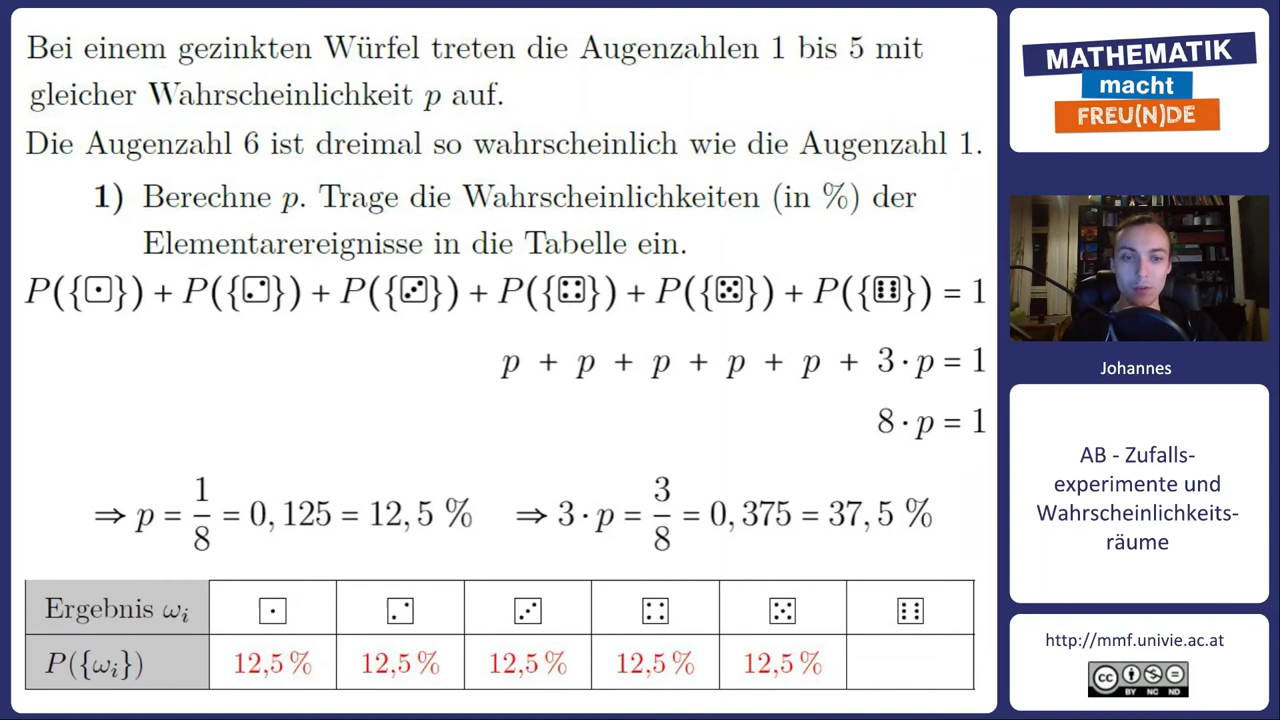 Bei einem gezinkten Würfel treten die Augenzahlen 1 bis 5 mit
gleicher Wahrscheinlichkeit p auf.
Die Augenzahl 6 ist dreimal so wahrscheinlich wie die Augenzahl 1.
1) Berechne p. Trage die Wahrscheinlichkeiten (in %) der
Elementarereignisse in die Tabelle ein.
P({⚀}) + P({⚁}) + P({⚂}) + P({⚃}) + P({⚄}) + P({⚅}) = 1
p + p + p + p + p + 3 · p = 1
8 · p = 1
⇒ p = 1/8 = 0,125 = 12,5 % ⇒ 3 · p = 3/8 = 0,375 = 37,5 %
Ergebnis ωᵢ ⚀ ⚁ ⚂ ⚃ ⚄ ⚅
P({ωᵢ}) 12,5 % 12,5 % 12,5 % 12,5 % 12,5 %
MATHEMATIK
macht
FREU(N)DE
Johannes
AB - Zufalls-
experimente und
Wahrscheinlichkeits-
räume
http://mmf.univie.ac.at
cc
BY NC ND